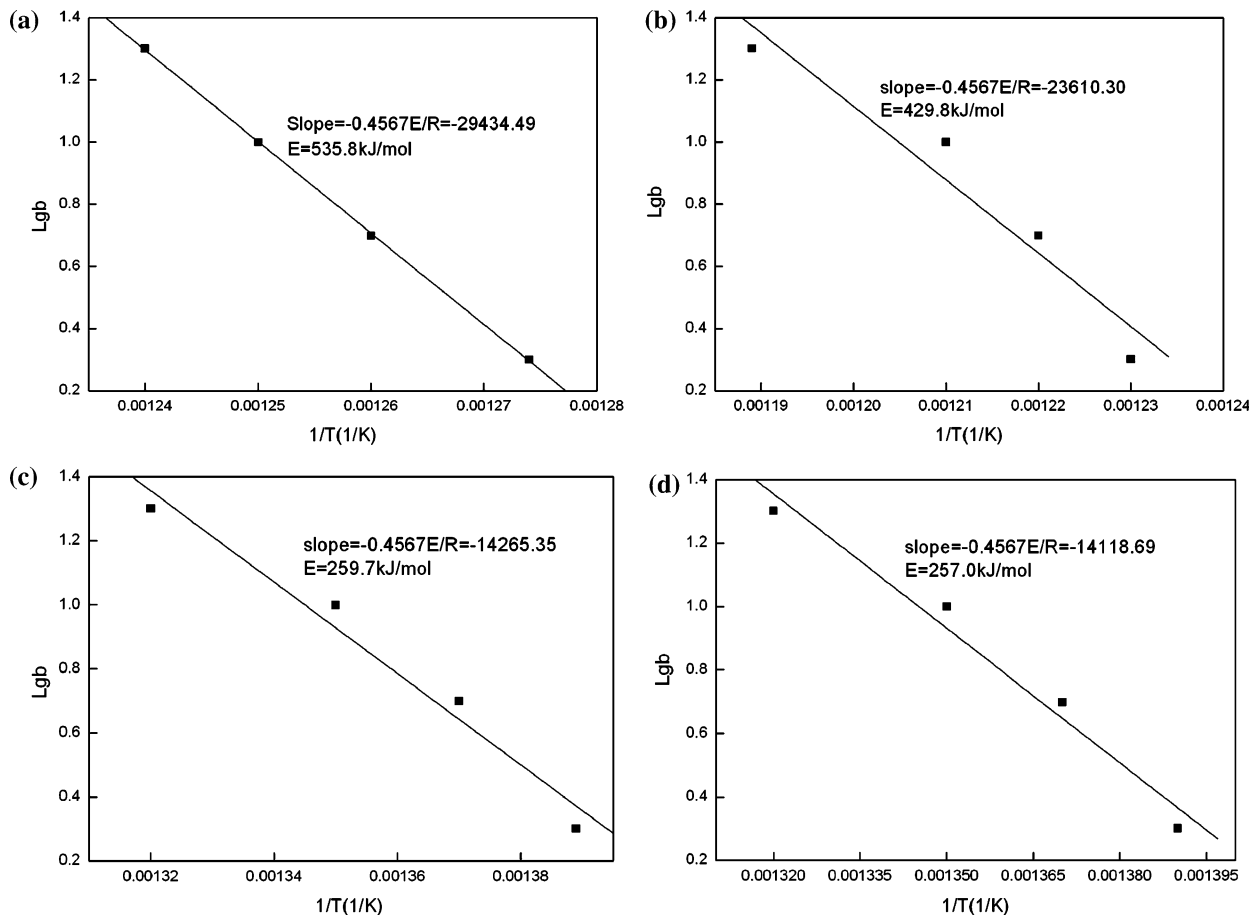 (a)
1.4
1.2
1.0
0.8
0.6
0.4
0.2
Lgb
Slope=-0.4567E/R=-29434.49
E=535.8kJ/mol
0.00124 0.00125 0.00126 0.00127 0.00128
1/T(1/K)
(b)
1.4
1.2
1.0
0.8
0.6
0.4
0.2
Lgb
slope=-0.4567E/R=-23610.30
E=429.8kJ/mol
0.00119 0.00120 0.00121 0.00122 0.00123 0.00124
1/T(1/K)
(c)
1.4
1.2
1.0
0.8
0.6
0.4
0.2
Lgb
slope=-0.4567E/R=-14265.35
E=259.7kJ/mol
0.00132 0.00134 0.00136 0.00138
1/T(1/K)
(d)
1.4
1.2
1.0
0.8
0.6
0.4
0.2
Lgb
slope=-0.4567E/R=-14118.69
E=257.0kJ/mol
0.001320 0.001335 0.001350 0.001365 0.001380 0.001395
1/T(1/K)